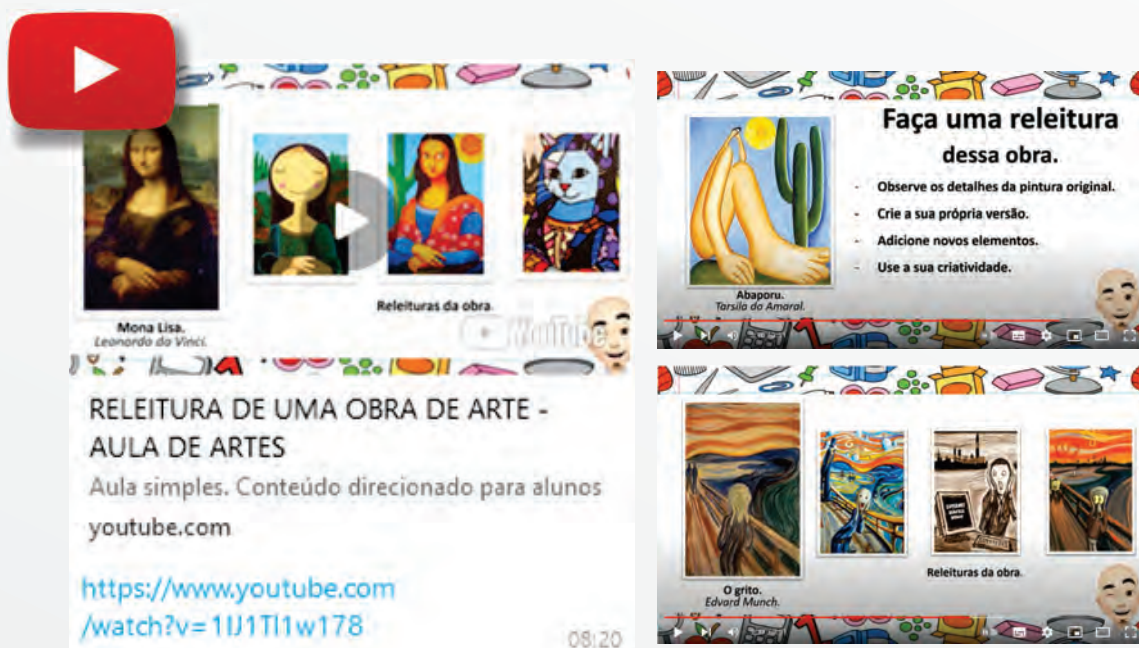 Mona Lisa.
Leonardo da Vinci.
Releituras da obra.
YouTube
RELEITURA DE UMA OBRA DE ARTE -
AULA DE ARTES
Aula simples. Conteúdo direcionado para alunos
youtube.com
https://www.youtube.com
/watch?v=1IJ1Tl1w178
08:20
Faça uma releitura
dessa obra.
- Observe os detalhes da pintura original.
- Crie a sua própria versão.
- Adicione novos elementos.
- Use a sua criatividade.
Abaporu.
Tarsila do Amaral.
O grito.
Edvard Munch.
Releituras da obra.